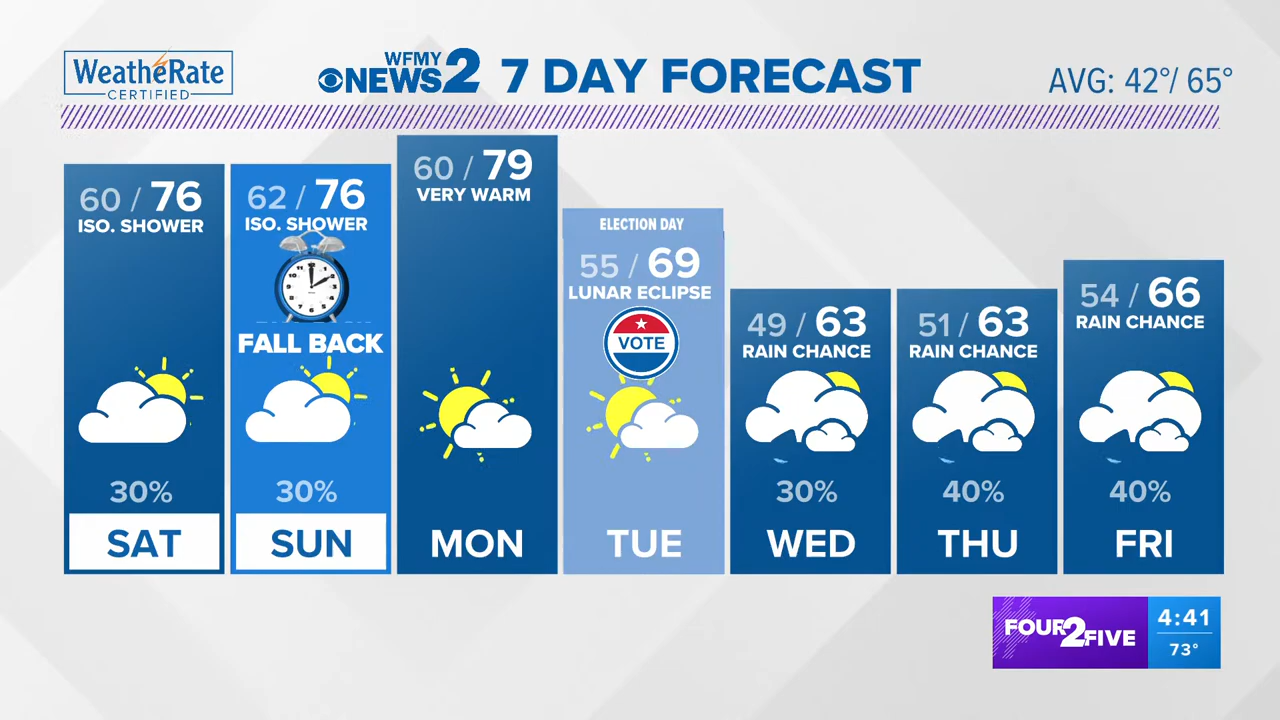 WeatheRate
CERTIFIED
WFMY
NEWS 2
7 DAY FORECAST
AVG: 42°/ 65°
60 / 76
ISO. SHOWER
30%
SAT
62 / 76
ISO. SHOWER
FALL BACK
30%
SUN
60 / 79
VERY WARM
MON
ELECTION DAY
55 / 69
LUNAR ECLIPSE
VOTE
TUE
49 / 63
RAIN CHANCE
30%
WED
51 / 63
RAIN CHANCE
40%
THU
54 / 66
RAIN CHANCE
40%
FRI
FOUR2FIVE
4:41
73°